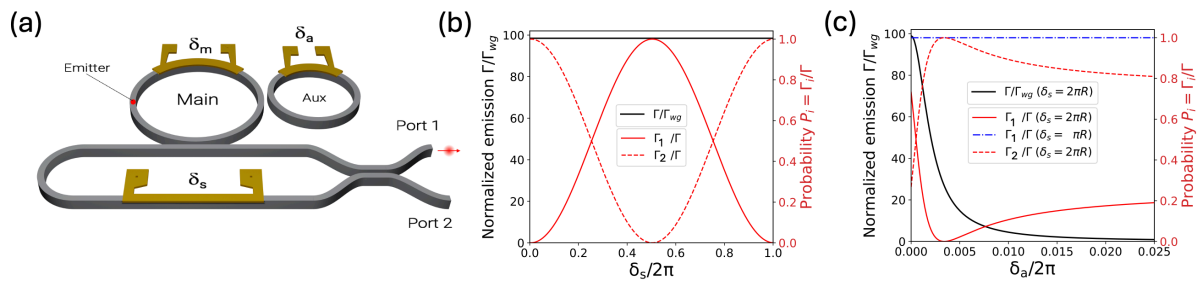 (a)
δₘ
δₐ
Emitter
Main
Aux
Port 1
δₛ
Port 2
(b)
Normalized emission Γ/Γ_wg
100
80
60
40
20
0
Γ/Γ_wg
Γ₁ /Γ
Γ₂ /Γ
1.0
0.8
0.6
0.4
0.2
0.0
Probability Pᵢ = Γᵢ/Γ
0.0 0.2 0.4 0.6 0.8 1.0
δₛ/2π
(c)
Normalized emission Γ/Γ_wg
100
80
60
40
20
0
Γ/Γ_wg (δₛ = 2πR)
Γ₁ /Γ (δₛ = 2πR)
Γ₁ /Γ (δₛ = πR)
Γ₂ /Γ (δₛ = 2πR)
1.0
0.8
0.6
0.4
0.2
0.0
Probability Pᵢ = Γᵢ/Γ
0.000 0.005 0.010 0.015 0.020 0.025
δₐ/2π